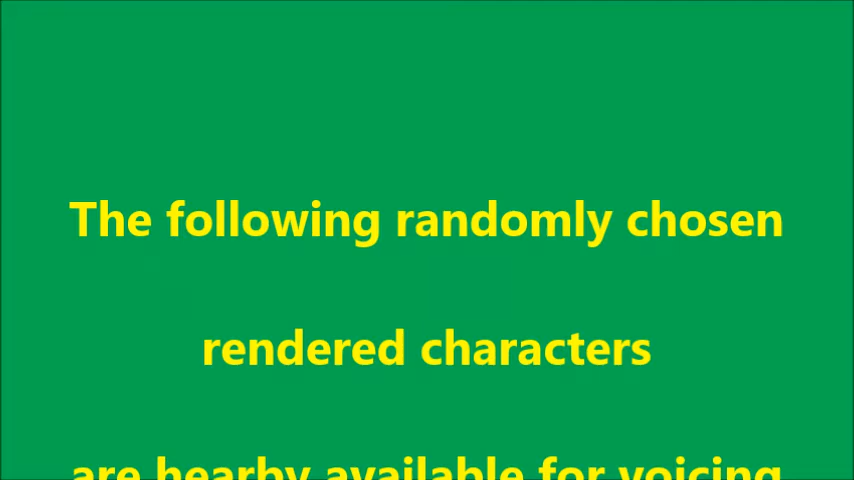 The following randomly chosen
rendered characters
are hearby available for voicing